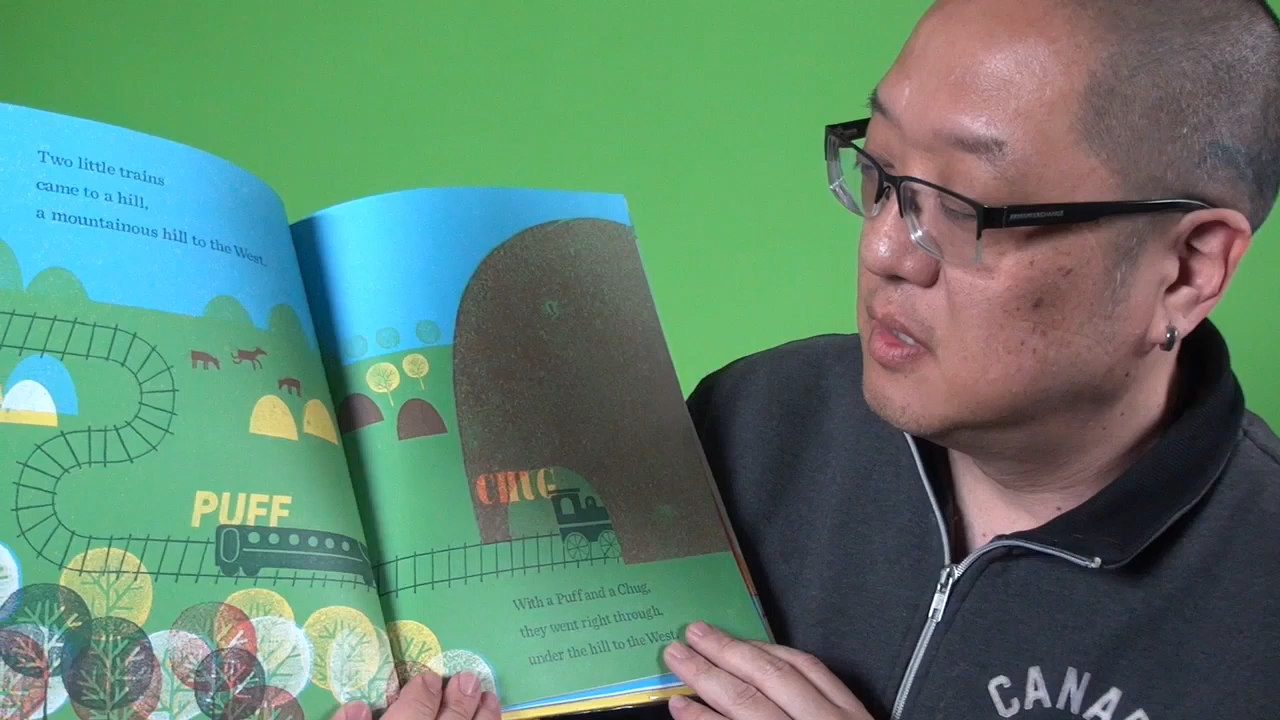 Two little trains
came to a hill,
a mountainous hill to the West.
PUFF
CHUG
With a Puff and a Chug,
they went right through,
under the hill to the West.